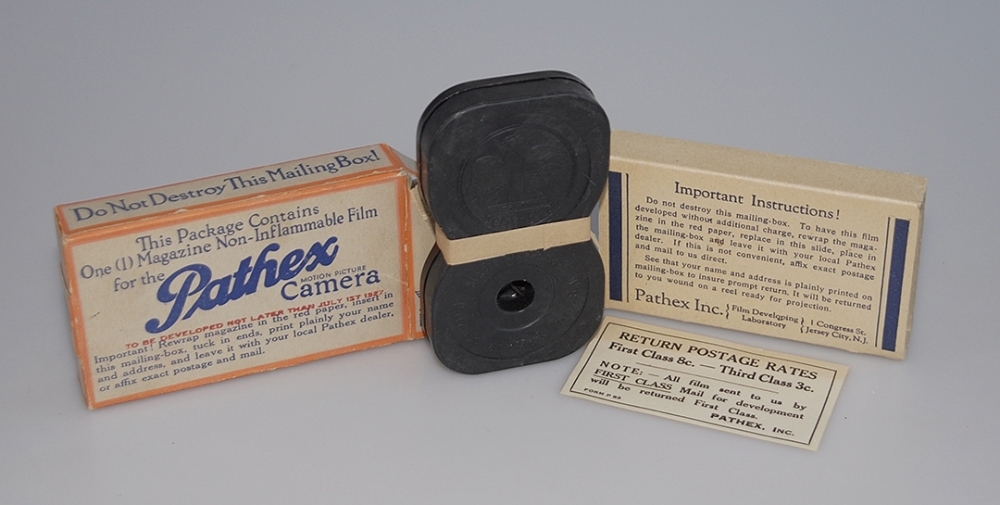 Do Not Destroy This Mailing Box!
This Package Contains
One (1) Magazine Non-Inflammable Film
for the
Pathex
MOTION PICTURE
Camera
TO BE DEVELOPED NOT LATER THAN JULY 1ST 1927.
Important! Rewrap magazine in the red paper, insert in
this mailing-box, tuck in ends, print plainly your name
and address, and leave it with your local Pathex dealer,
or affix exact postage and mail.
Important Instructions!
Do not destroy this mailing-box. To have this film
developed without additional charge, rewrap the maga-
zine in the red paper, replace in this slide, place in
the mailing-box and leave it with your local Pathex
dealer. If this is not convenient, affix exact postage
and mail to us direct.
See that your name and address is plainly printed on
mailing-box to insure prompt return. It will be returned
to you wound on a reel ready for projection.
Pathex Inc. } Film Developing } 1 Congress St.
Laboratory Jersey City, N.J.
RETURN POSTAGE RATES
First Class 8c. — Third Class 3c.
NOTE:— All film sent to us by
FIRST CLASS Mail for development
will be returned First Class.
FORM P 93 PATHEX, INC.